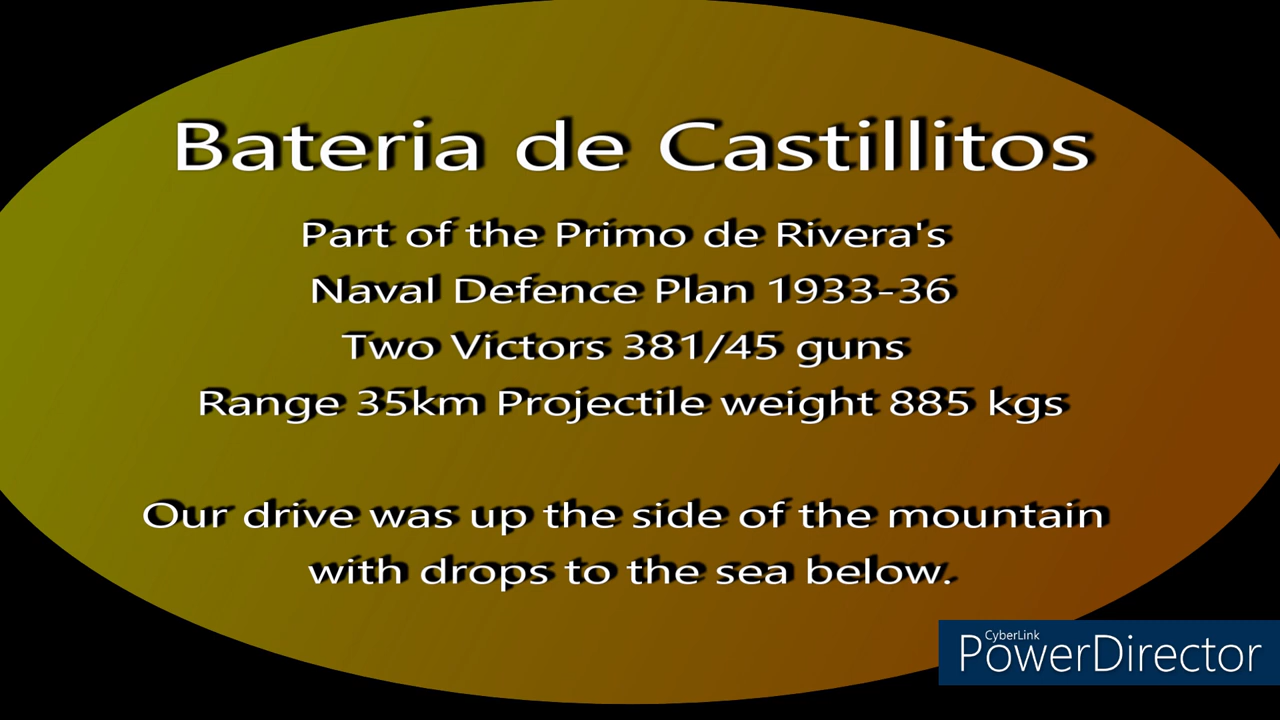 Bateria de Castillitos
Part of the Primo de Rivera's
Naval Defence Plan 1933-36
Two Victors 381/45 guns
Range 35km Projectile weight 885 kgs
Our drive was up the side of the mountain
with drops to the sea below.
CyberLink
PowerDirector